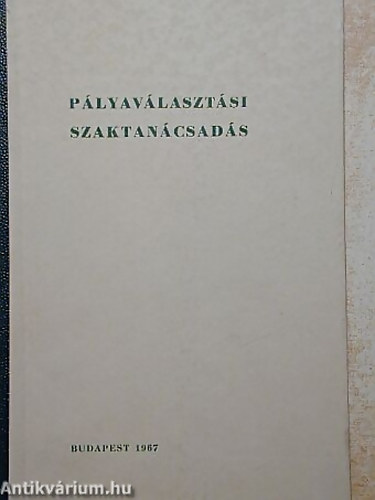 PÁLYAVÁLASZTÁSI
SZAKTANÁCSADÁS
BUDAPEST 1967
Antikvárium.hu